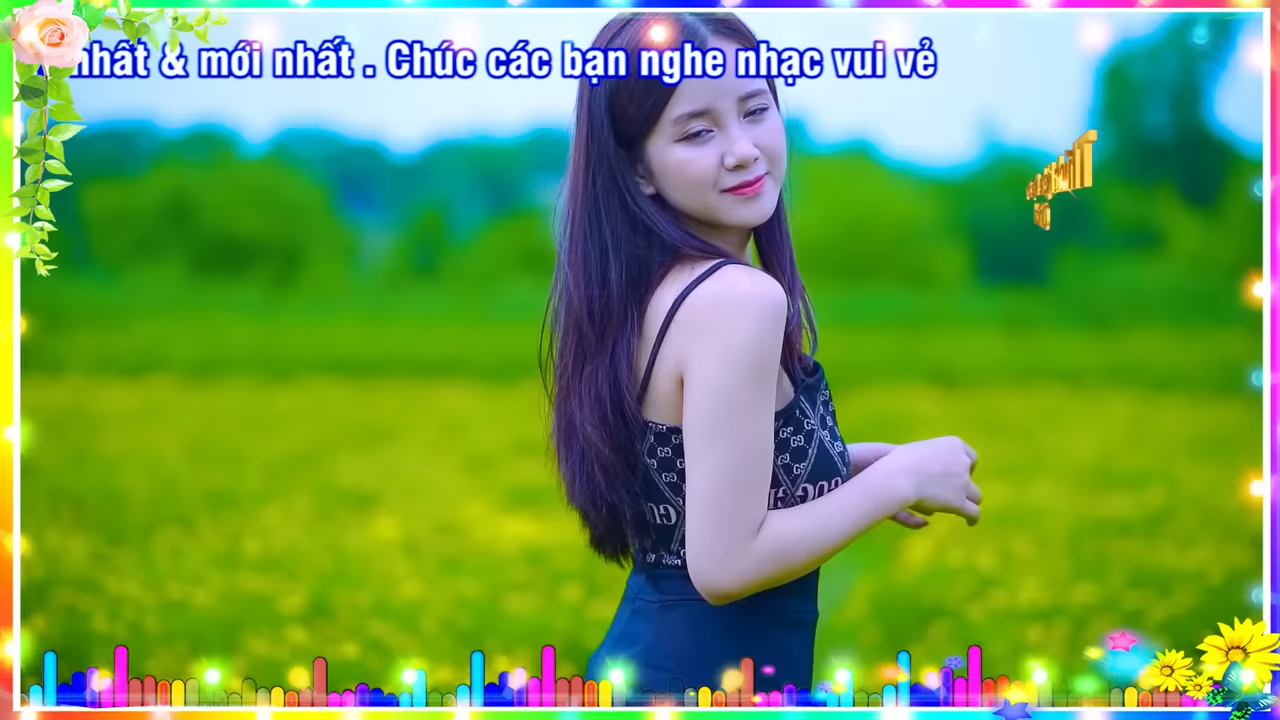 nhất & mới nhất . Chúc các bạn nghe nhạc vui vẻ